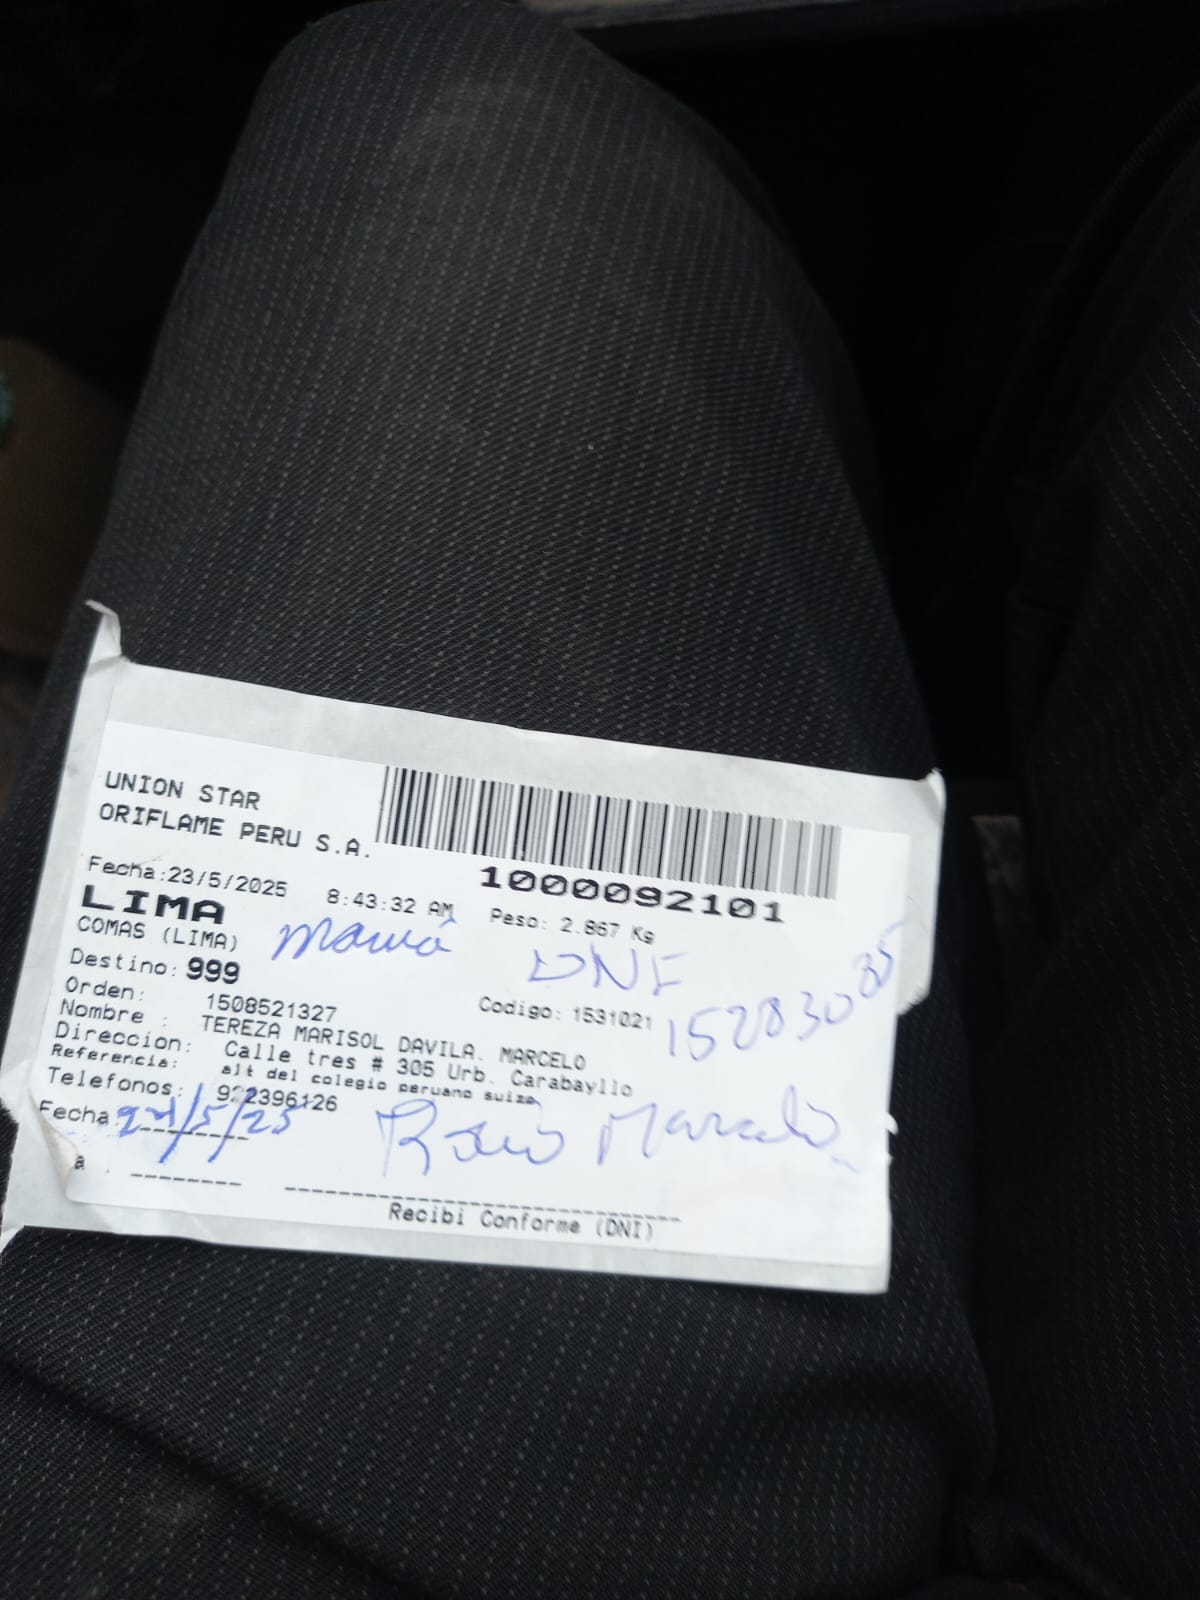 UNION STAR
ORIFLAME PERU S.A.
1000092101
Fecha:23/5/2025 8:43:32 AM Peso: 2.867 Kg
LIMA
COMAS (LIMA) mamá DNI
Destino: 999
Orden: 1508521327 Codigo: 1531021
Nombre : TEREZA MARISOL DAVILA. MARCELO
Direccion: Calle tres # 305 Urb. Carabayllo
Referencia: alt del colegio peruano suizo
Telefonos: 922396126
Fecha /5/25 Marcelo
a
Recibi Conforme (DNI)